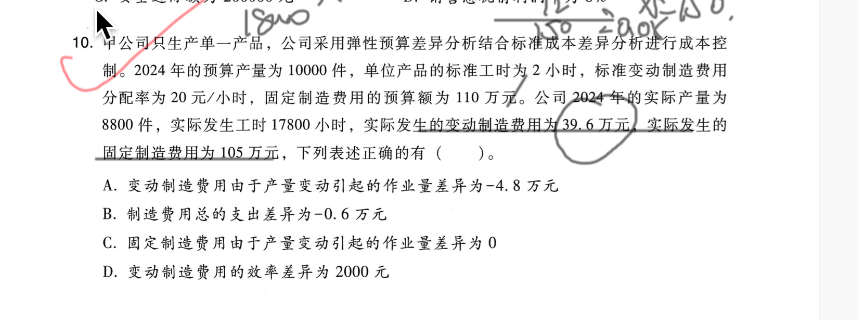 1800
150
10. 甲公司只生产单一产品，公司采用弹性预算差异分析结合标准成本差异分析进行成本控
制。2024 年的预算产量为 10000 件，单位产品的标准工时为 2 小时，标准变动制造费用
分配率为 20 元/小时，固定制造费用的预算额为 110 万元。公司 2024 年的实际产量为
8800 件，实际发生工时 17800 小时，实际发生的变动制造费用为 39.6 万元，实际发生的
固定制造费用为 105 万元，下列表述正确的有（　　）。
A. 变动制造费用由于产量变动引起的作业量差异为-4.8 万元
B. 制造费用总的支出差异为-0.6 万元
C. 固定制造费用由于产量变动引起的作业量差异为 0
D. 变动制造费用的效率差异为 2000 元